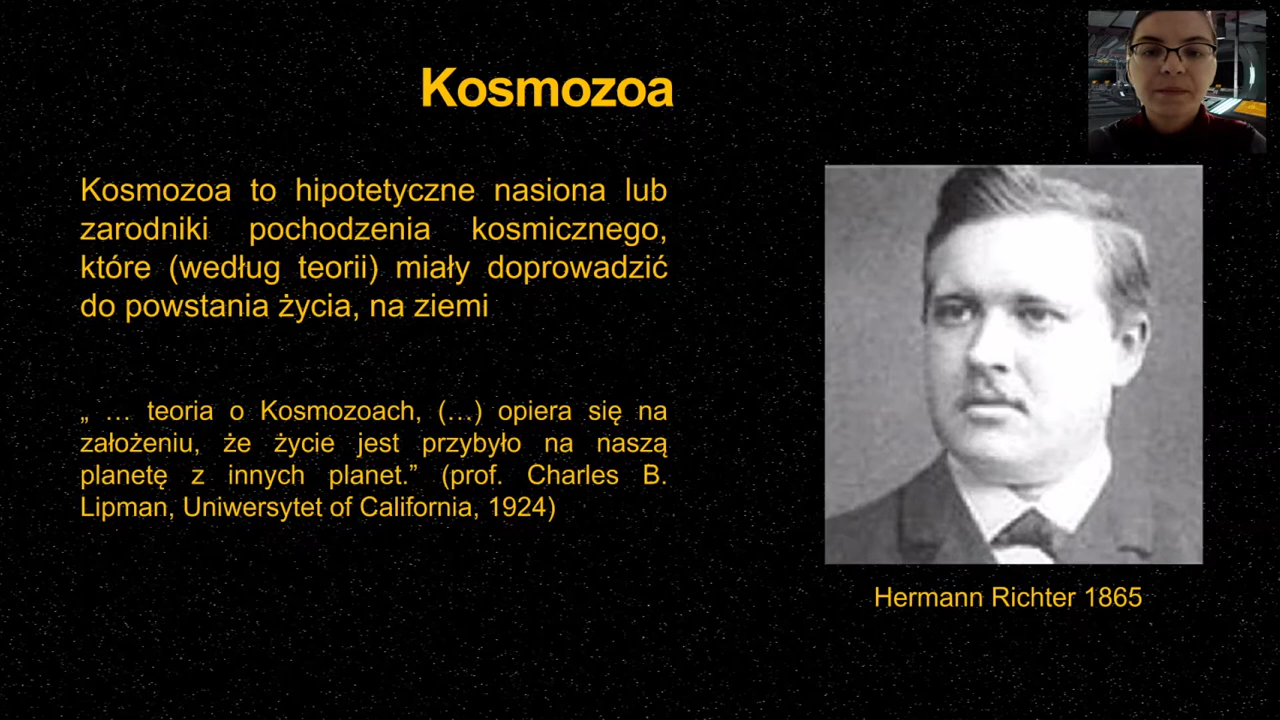 Kosmozoa
Kosmozoa to hipotetyczne nasiona lub
zarodniki pochodzenia kosmicznego,
które (według teorii) miały doprowadzić
do powstania życia, na ziemi
„ … teoria o Kosmozoach, (…) opiera się na
założeniu, że życie jest przybyło na naszą
planetę z innych planet.” (prof. Charles B.
Lipman, Uniwersytet of California, 1924)
Hermann Richter 1865